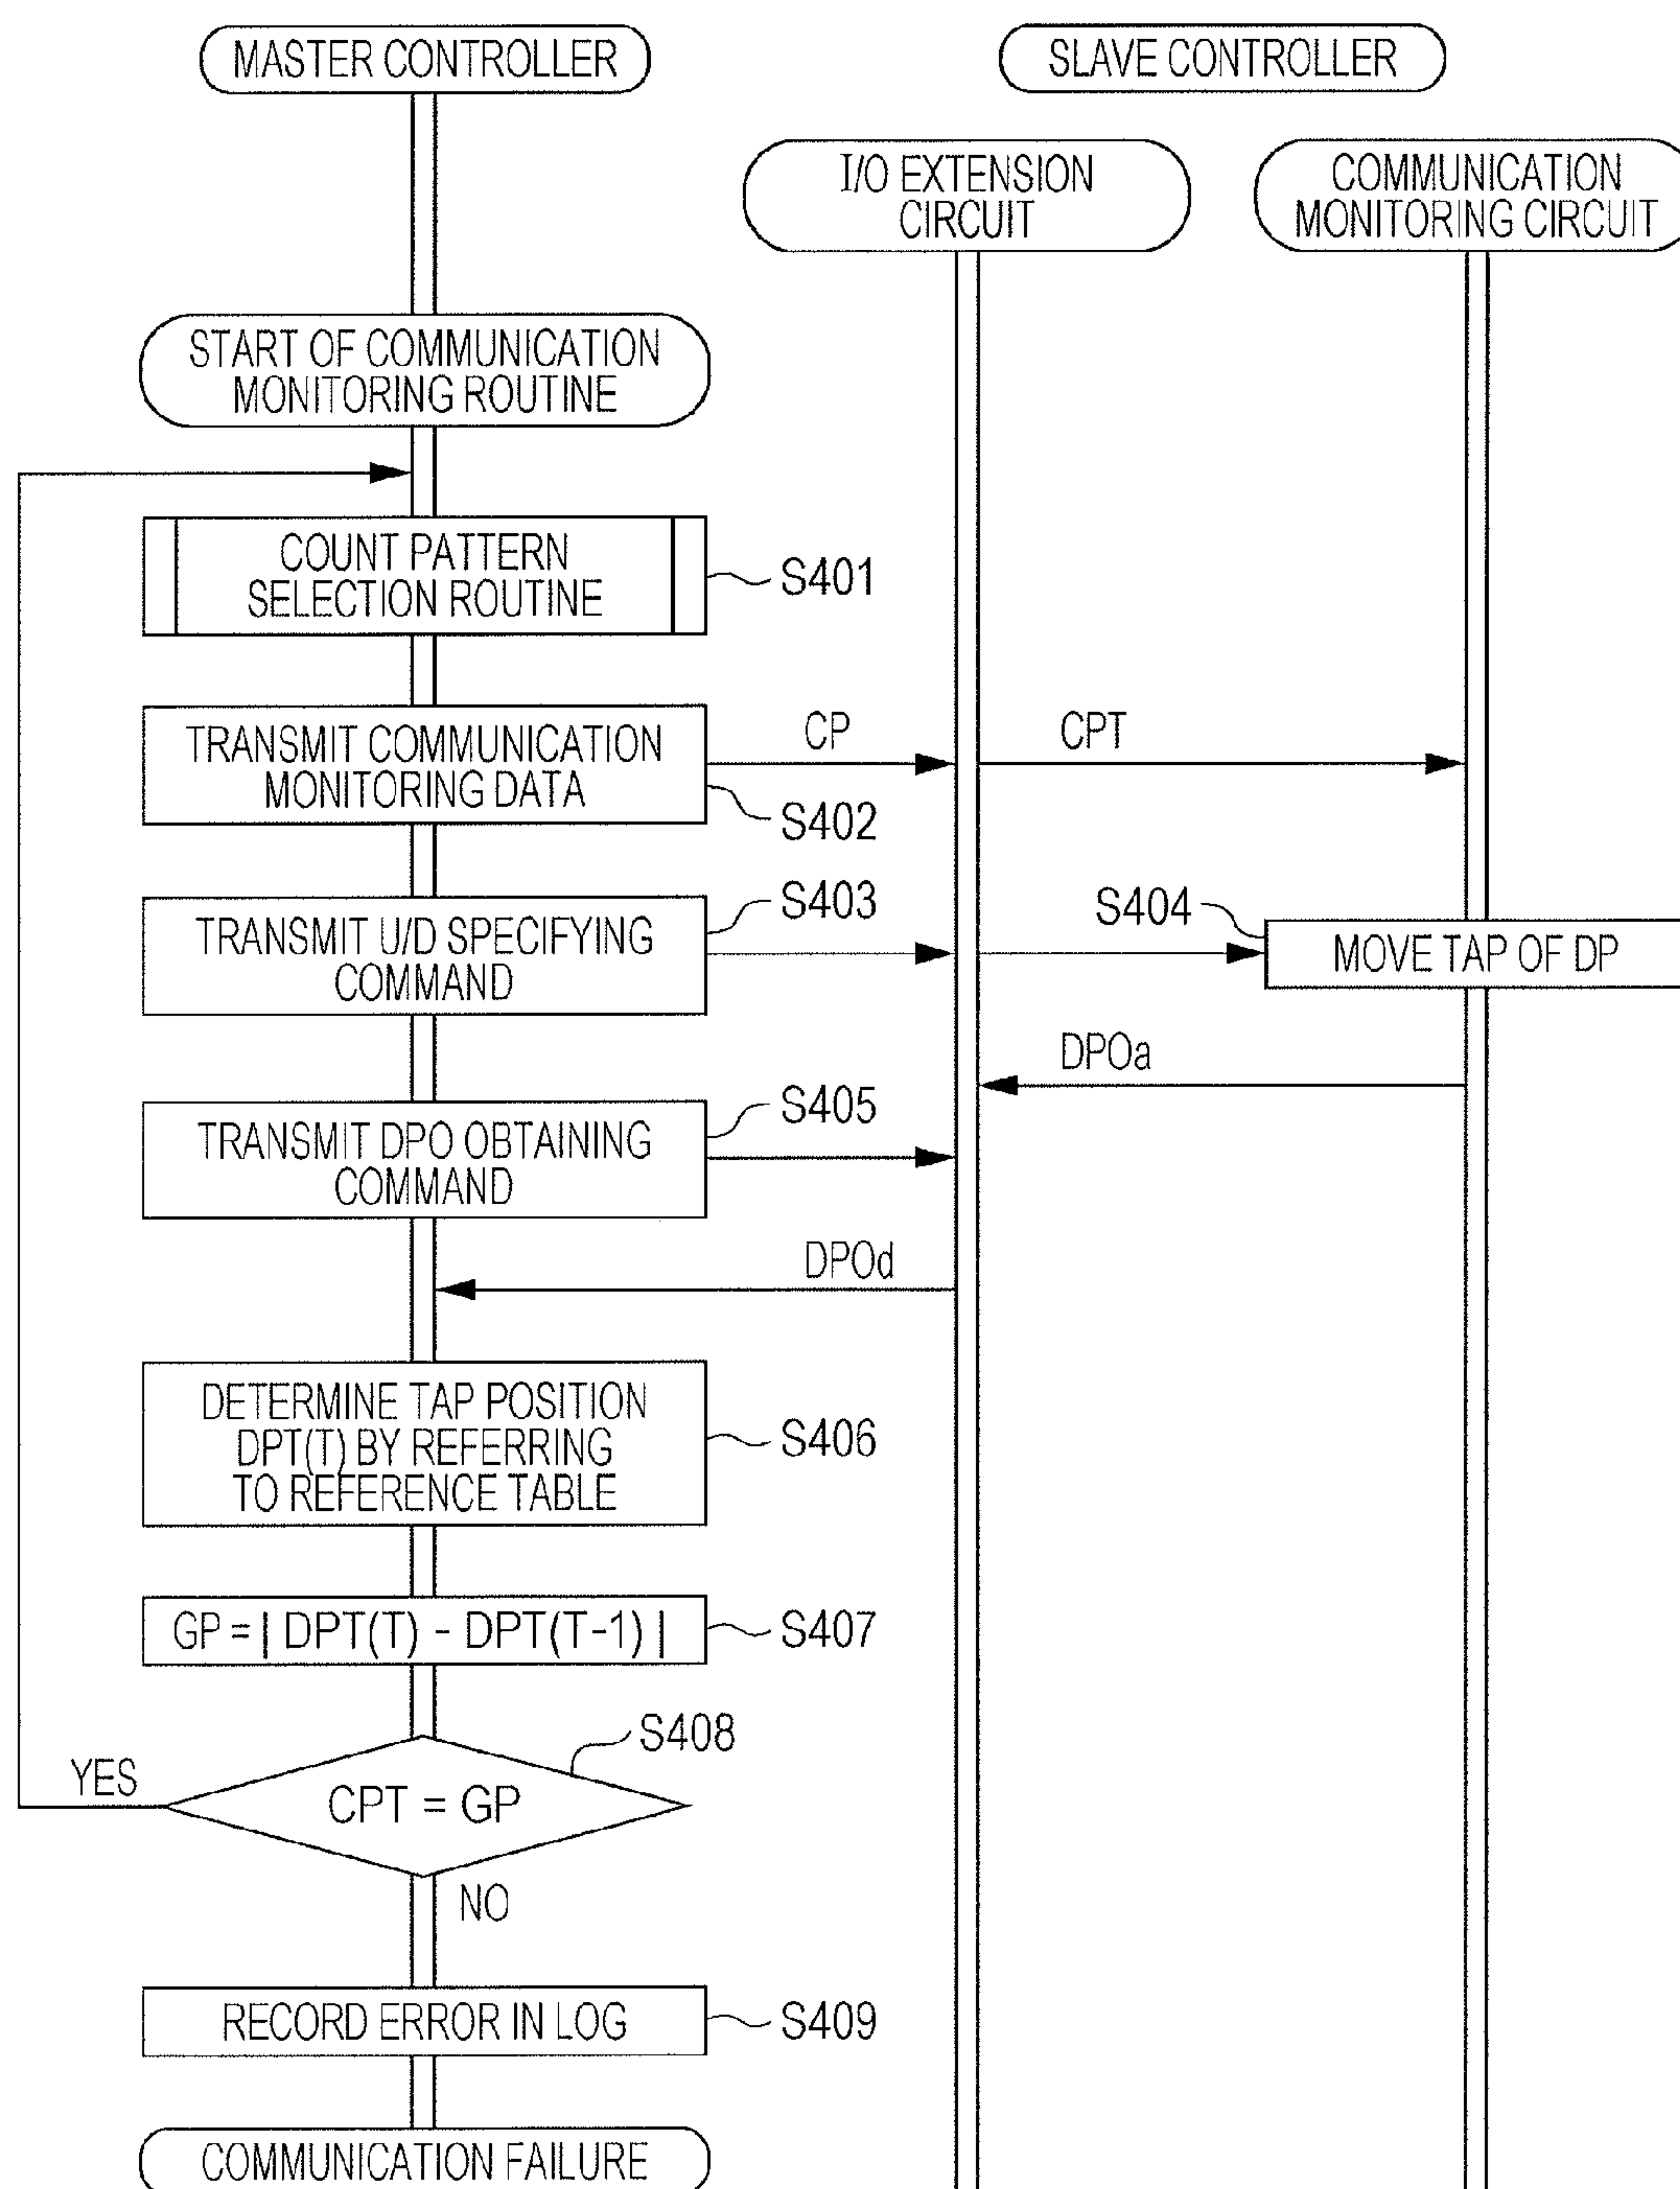 MASTER CONTROLLER
SLAVE CONTROLLER
I/O EXTENSION
CIRCUIT
COMMUNICATION
MONITORING CIRCUIT
START OF COMMUNICATION
MONITORING ROUTINE
COUNT PATTERN
SELECTION ROUTINE
S401
TRANSMIT COMMUNICATION
MONITORING DATA
S402
CP
CPT
TRANSMIT U/D SPECIFYING
COMMAND
S403
S404
MOVE TAP OF DP
DPOa
TRANSMIT DPO OBTAINING
COMMAND
S405
DPOd
DETERMINE TAP POSITION
DPT(T) BY REFERRING
TO REFERENCE TABLE
S406
GP = | DPT(T) - DPT(T-1) |
S407
S408
YES
CPT = GP
NO
RECORD ERROR IN LOG
S409
COMMUNICATION FAILURE